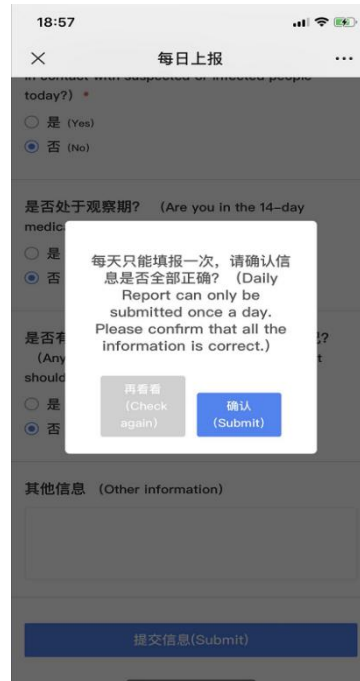 18:57
每日上报
in contact with suspected or infected people
today?) *
是 (Yes)
否 (No)
是否处于观察期? (Are you in the 14-day
medic
是
否
每天只能填报一次，请确认信
息是否全部正确? (Daily
Report can only be
submitted once a day.
Please confirm that all the
information is correct.)
再看看
(Check
again)
确认
(Submit)
是否有
?
(Any
t
should
是
否
其他信息 (Other information)
提交信息(Submit)